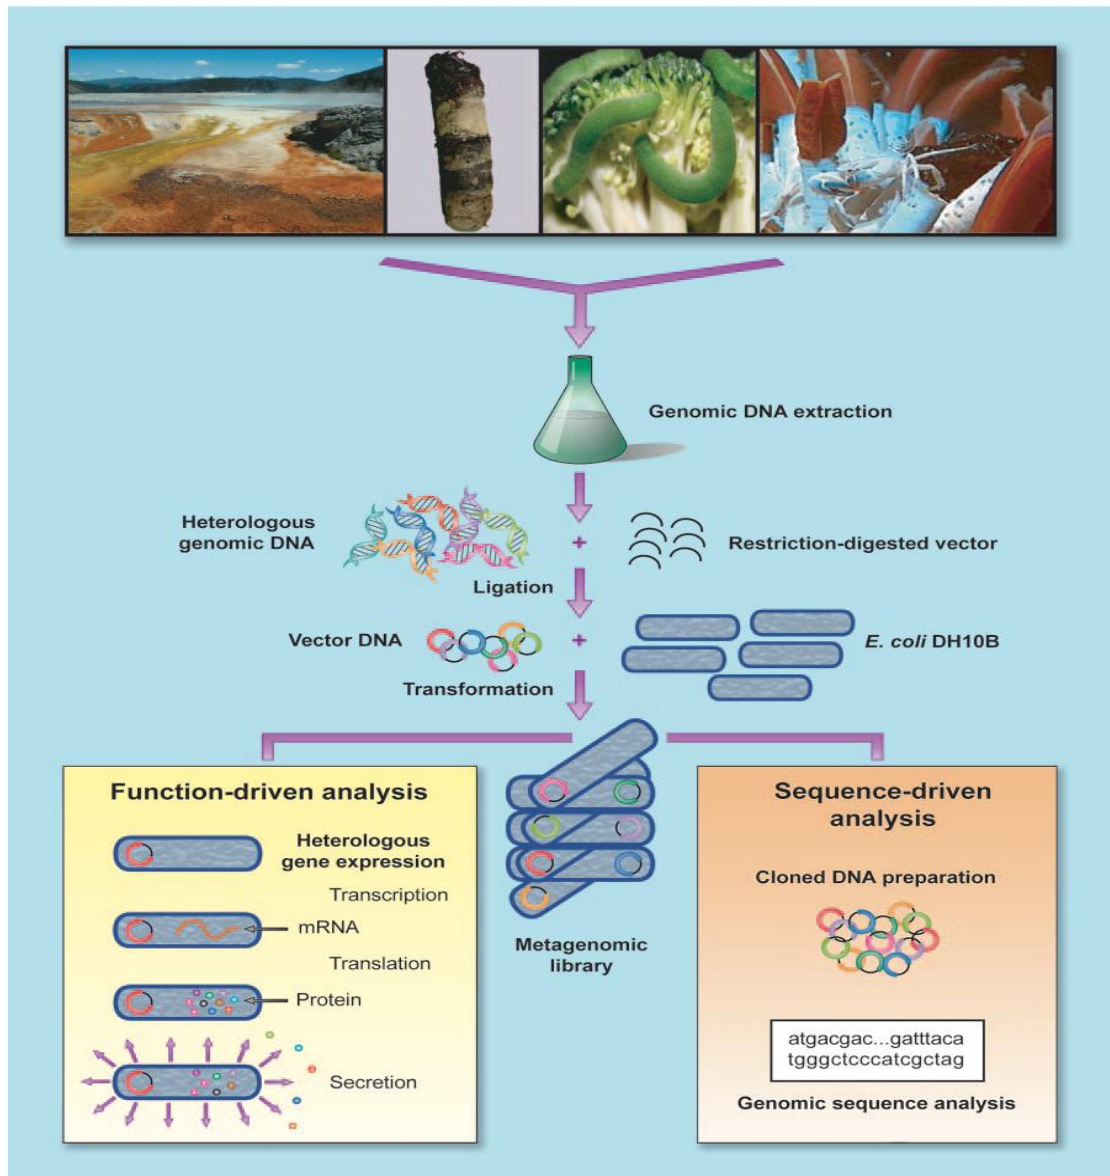 Genomic DNA extraction
Heterologous
genomic DNA
+
Restriction-digested vector
Ligation
Vector DNA
+
E. coli DH10B
Transformation
Function-driven analysis
Heterologous
gene expression
Transcription
mRNA
Translation
Protein
Secretion
Metagenomic
library
Sequence-driven
analysis
Cloned DNA preparation
atgacgac...gatttaca
tgggctcccatcgctag
Genomic sequence analysis